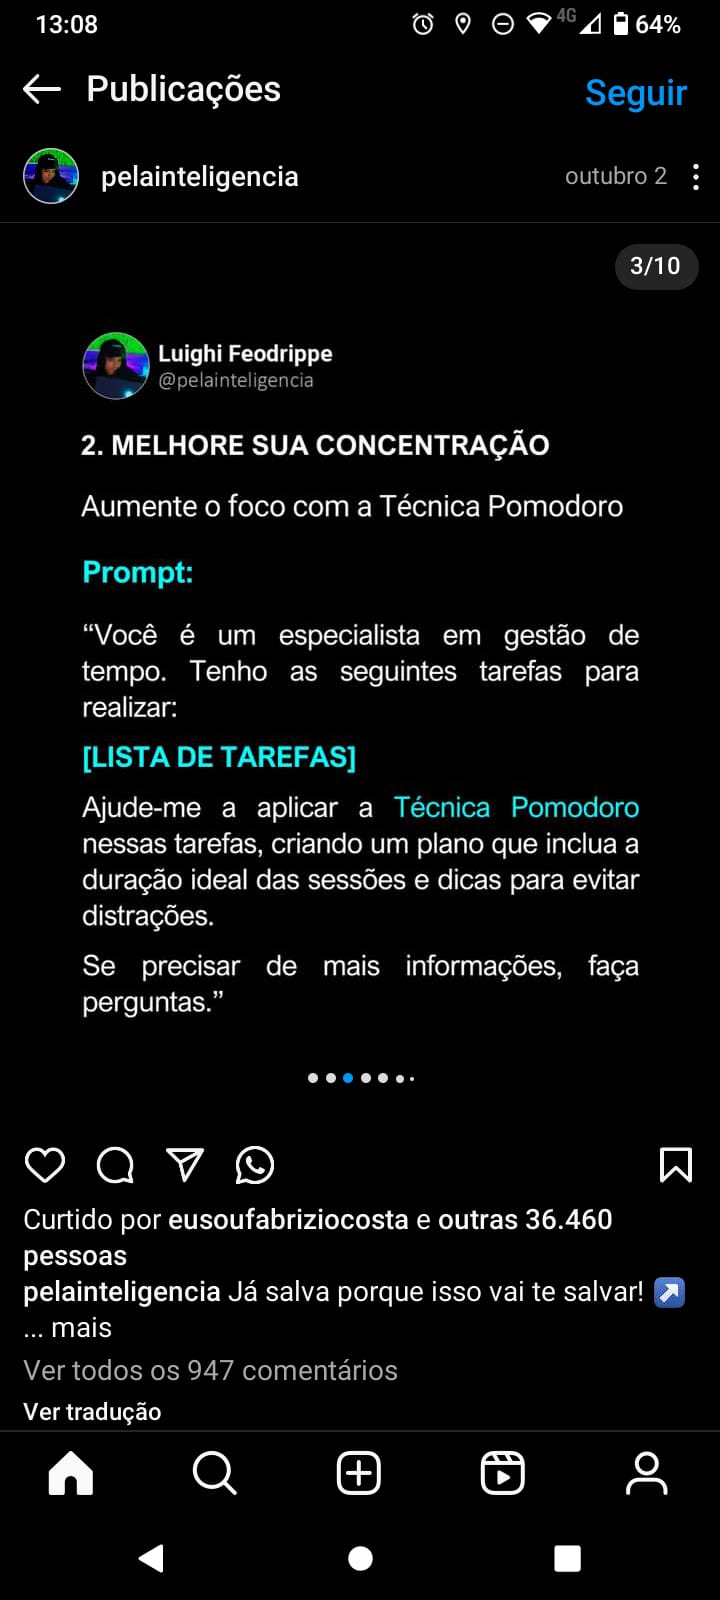 13:08
4G
64%
Publicações
Seguir
pelainteligencia
outubro 2
3/10
Luighi Feodrippe
@pelainteligencia
2. MELHORE SUA CONCENTRAÇÃO
Aumente o foco com a Técnica Pomodoro
Prompt:
“Você é um especialista em gestão de
tempo. Tenho as seguintes tarefas para
realizar:
[LISTA DE TAREFAS]
Ajude-me a aplicar a Técnica Pomodoro
nessas tarefas, criando um plano que inclua a
duração ideal das sessões e dicas para evitar
distrações.
Se precisar de mais informações, faça
perguntas.”
Curtido por eusoufabriziocosta e outras 36.460
pessoas
pelainteligencia Já salva porque isso vai te salvar! ↗️
... mais
Ver todos os 947 comentários
Ver tradução